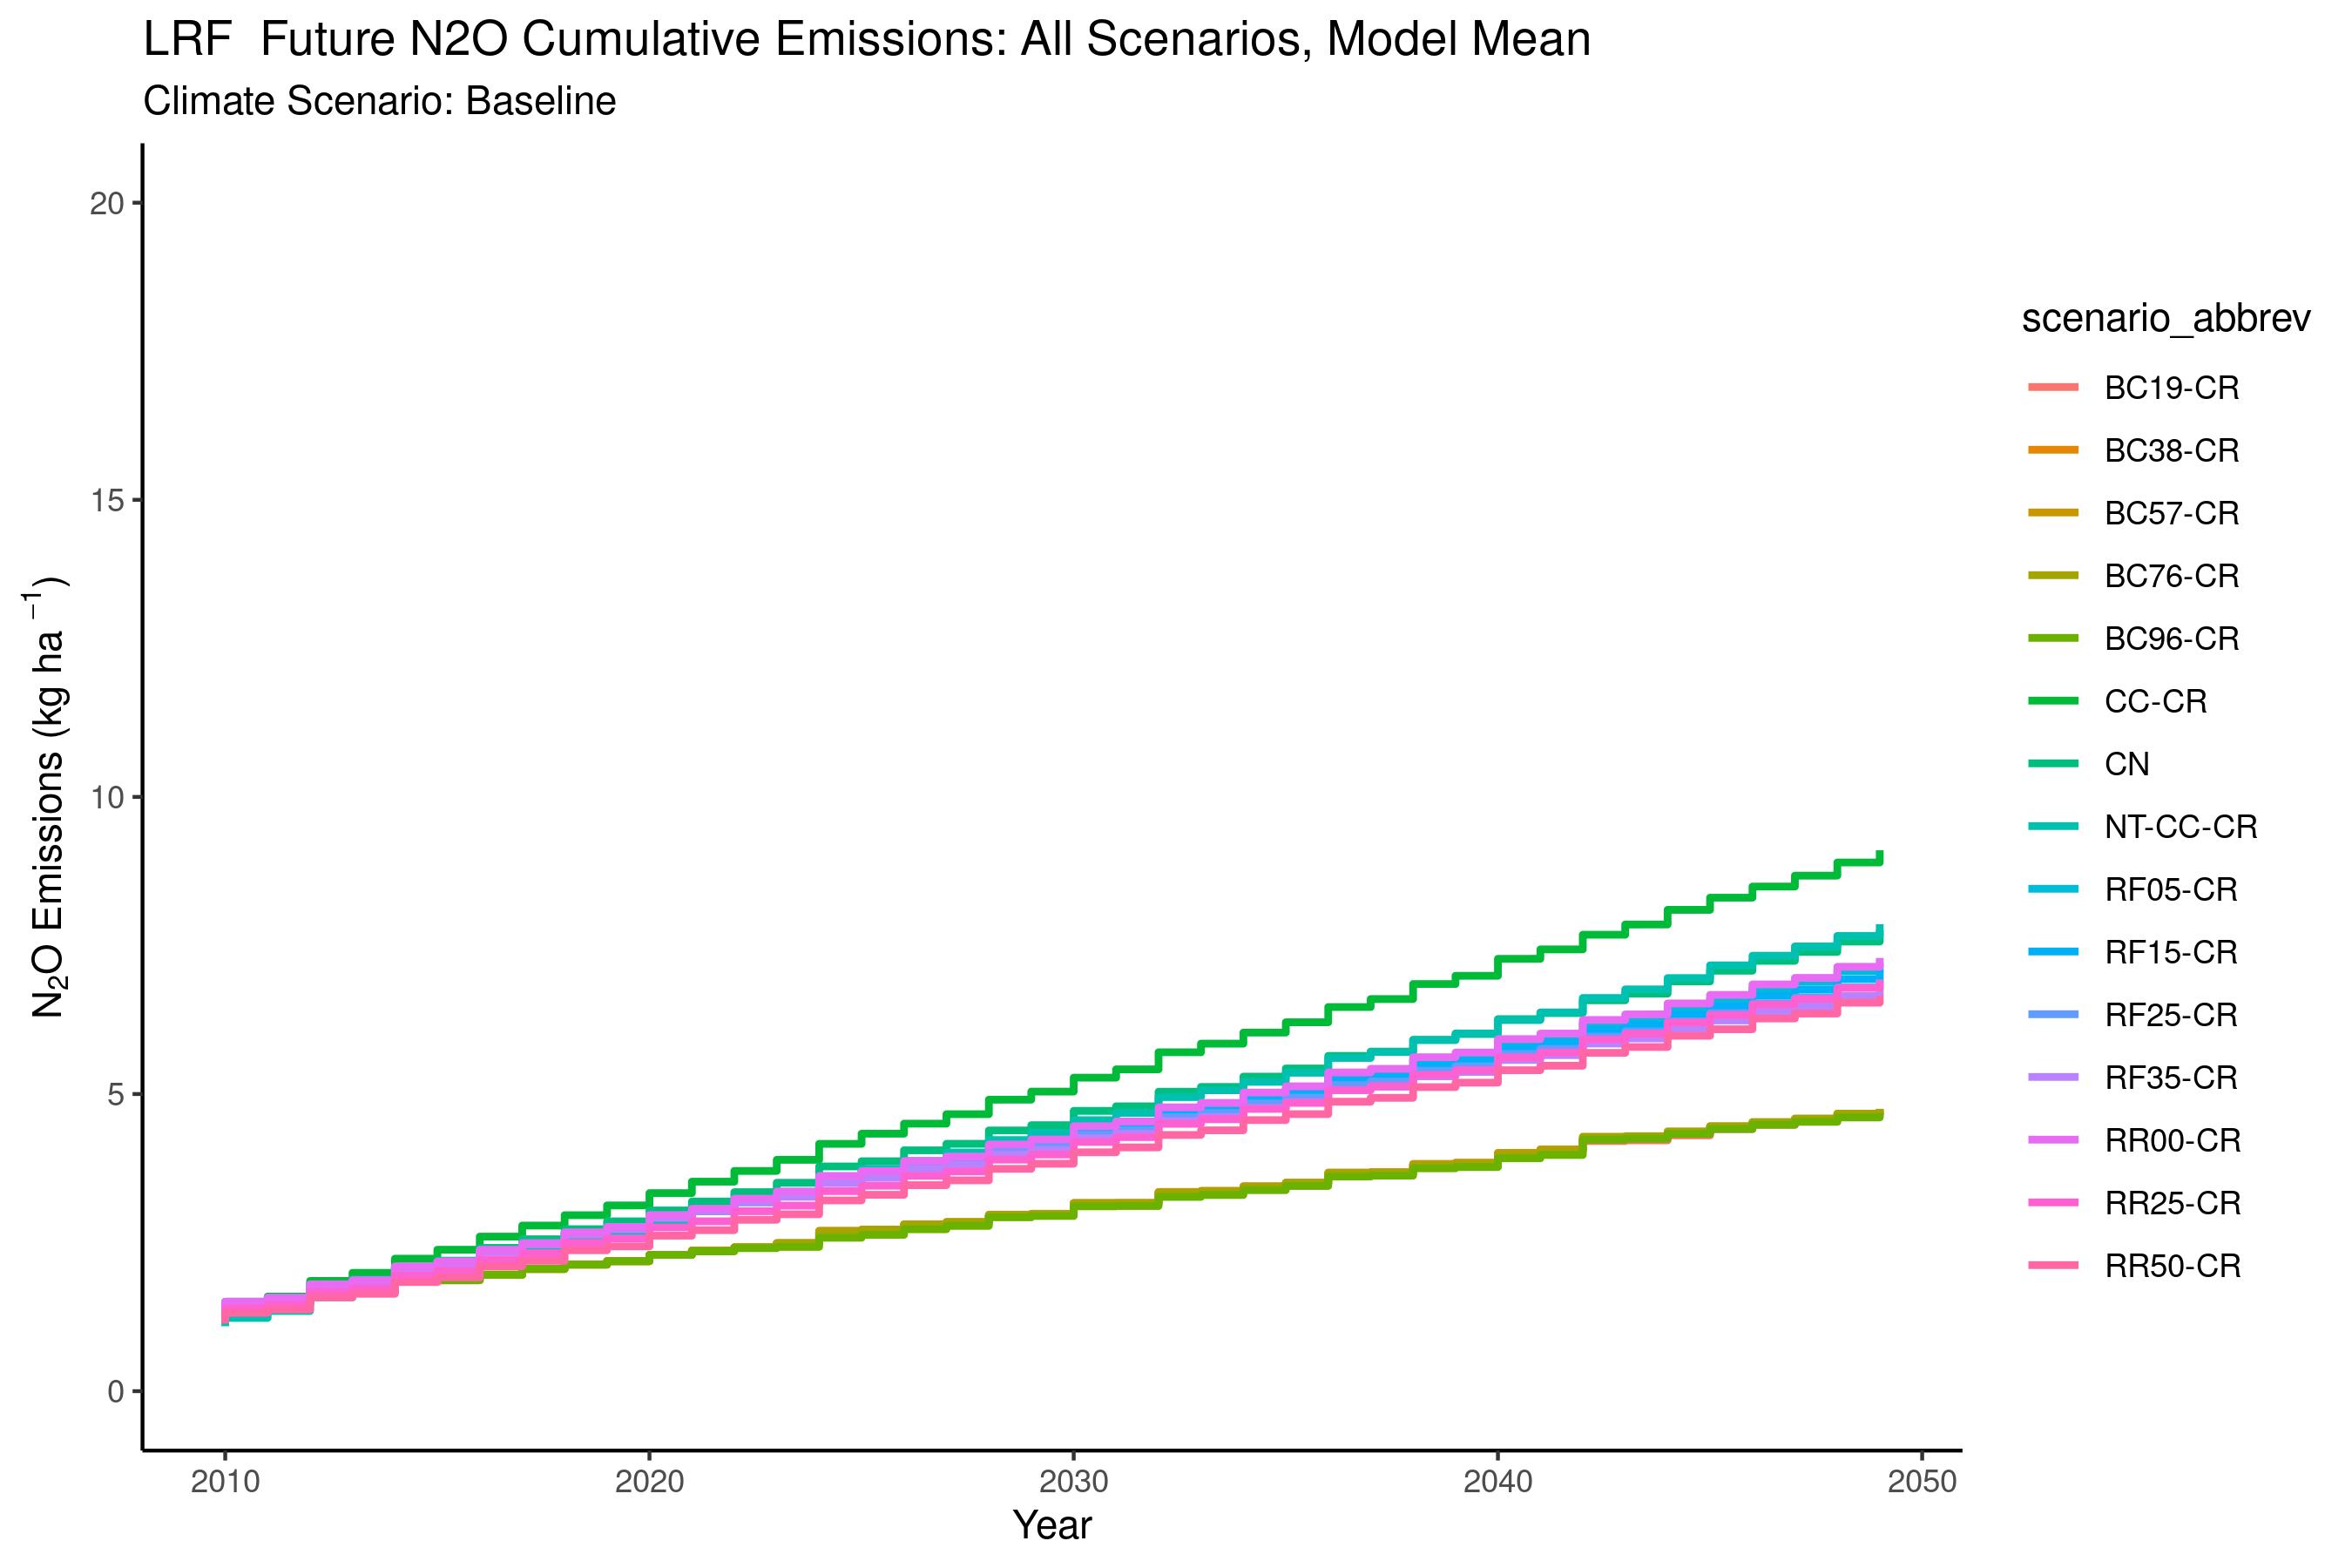 LRF  Future N2O Cumulative Emissions: All Scenarios, Model Mean
Climate Scenario: Baseline
N₂O Emissions (kg ha⁻¹)
20
15
10
5
0
2010
2020
2030
2040
2050
Year
scenario_abbrev
BC19-CR
BC38-CR
BC57-CR
BC76-CR
BC96-CR
CC-CR
CN
NT-CC-CR
RF05-CR
RF15-CR
RF25-CR
RF35-CR
RR00-CR
RR25-CR
RR50-CR